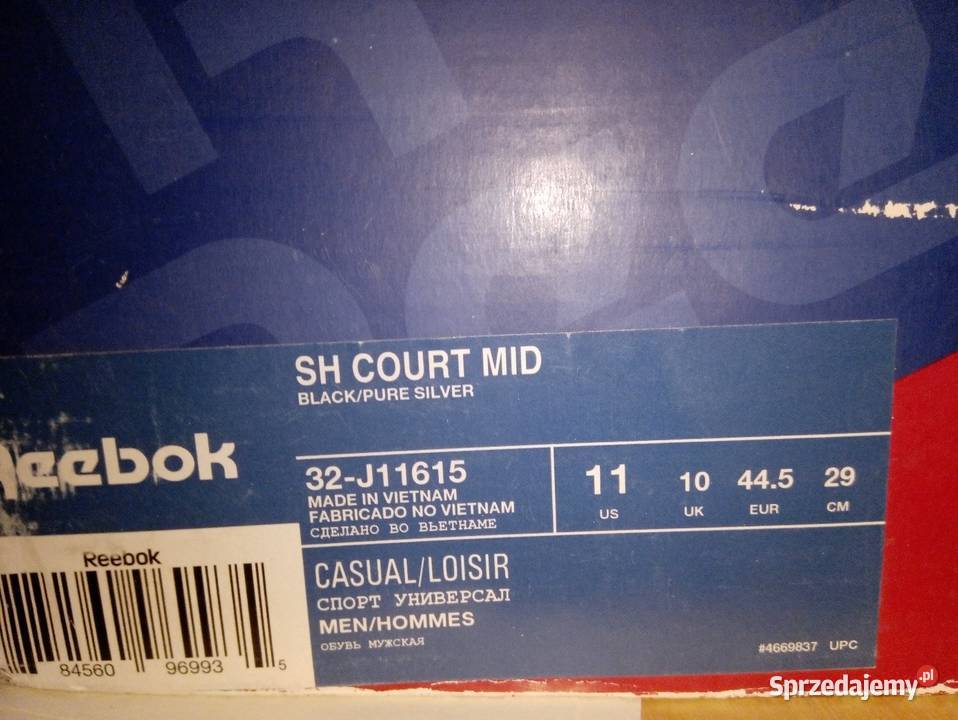 SH COURT MID
BLACK/PURE SILVER
Reebok
32-J11615
MADE IN VIETNAM
FABRICADO NO VIETNAM
СДЕЛАНО ВО ВЬЕТНАМЕ
11 10 44.5 29
US UK EUR CM
Reebok
CASUAL/LOISIR
СПОРТ УНИВЕРСАЛ
MEN/HOMMES
ОБУВЬ МУЖСКАЯ
84560 96993 5
#4669837 UPC
Sprzedajemy.pl